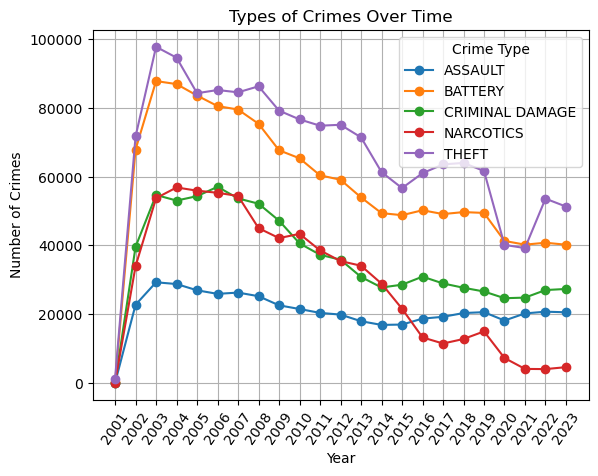 Types of Crimes Over Time
Number of Crimes
100000
80000
60000
40000
20000
0
Crime Type
ASSAULT
BATTERY
CRIMINAL DAMAGE
NARCOTICS
THEFT
2001 2002 2003 2004 2005 2006 2007 2008 2009 2010 2011 2012 2013 2014 2015 2016 2017 2018 2019 2020 2021 2022 2023
Year